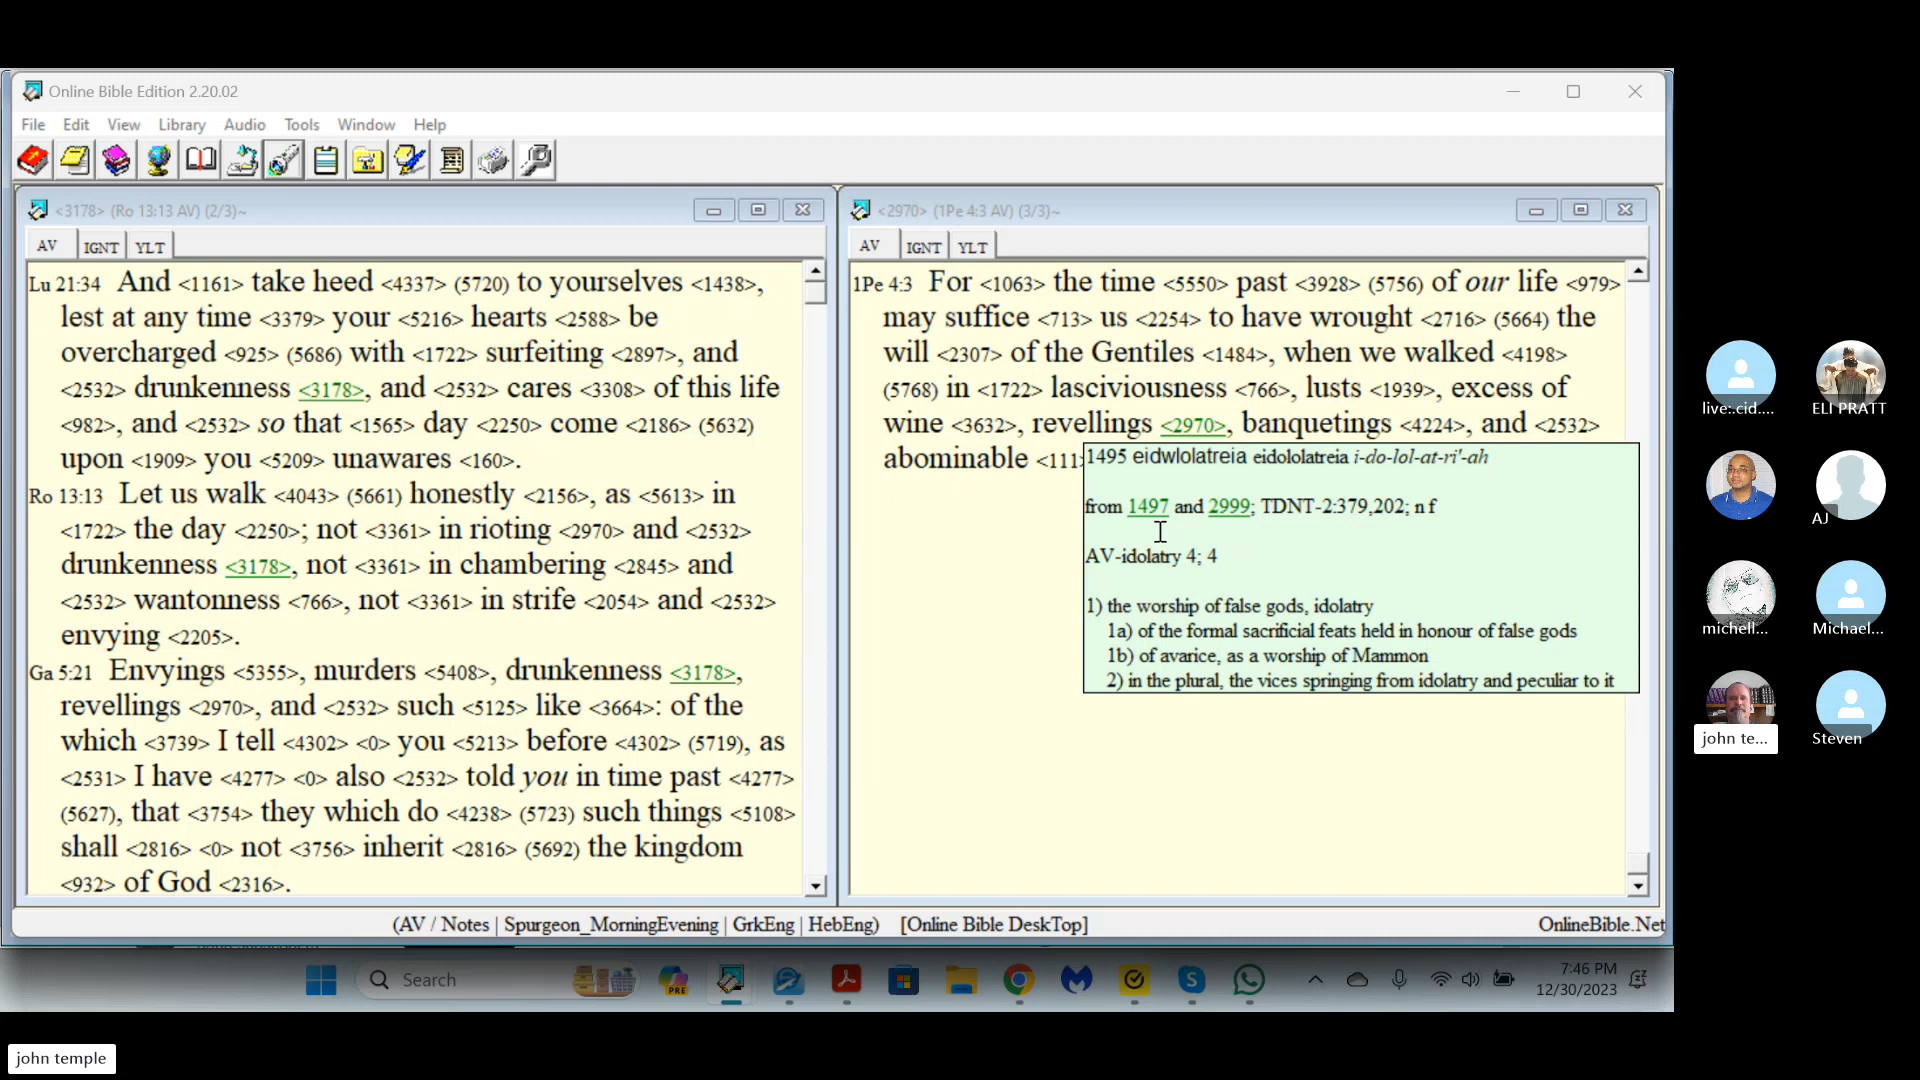 Online Bible Edition 2.20.02
File Edit View Library Audio Tools Window Help
<3178> (Ro 13:13 AV) (2/3)~
AV IGNT YLT
Lu 21:34 And <1161> take heed <4337> (5720) to yourselves <1438>,
lest at any time <3379> your <5216> hearts <2588> be
overcharged <925> (5686) with <1722> surfeiting <2897>, and
<2532> drunkenness <3178>, and <2532> cares <3308> of this life
<982>, and <2532> so that <1565> day <2250> come <2186> (5632)
upon <1909> you <5209> unawares <160>.
Ro 13:13 Let us walk <4043> (5661) honestly <2156>, as <5613> in
<1722> the day <2250>; not <3361> in rioting <2970> and <2532>
drunkenness <3178>, not <3361> in chambering <2845> and
<2532> wantonness <766>, not <3361> in strife <2054> and <2532>
envying <2205>.
Ga 5:21 Envyings <5355>, murders <5408>, drunkenness <3178>,
revellings <2970>, and <2532> such <5125> like <3664>: of the
which <3739> I tell <4302> <0> you <5213> before <4302> (5719), as
<2531> I have <4277> <0> also <2532> told you in time past <4277>
(5627), that <3754> they which do <4238> (5723) such things <5108>
shall <2816> <0> not <3756> inherit <2816> (5692) the kingdom
<932> of God <2316>.
<2970> (1Pe 4:3 AV) (3/3)~
AV IGNT YLT
1Pe 4:3 For <1063> the time <5550> past <3928> (5756) of our life <979>
may suffice <713> us <2254> to have wrought <2716> (5664) the
will <2307> of the Gentiles <1484>, when we walked <4198>
(5768) in <1722> lasciviousness <766>, lusts <1939>, excess of
wine <3632>, revellings <2970>, banquetings <4224>, and <2532>
abominable <111>
1495 eidwlolatreia eidololatreia i-do-lol-at-ri'-ah
from 1497 and 2999; TDNT-2:379,202; n f
AV-idolatry 4; 4
1) the worship of false gods, idolatry
1a) of the formal sacrificial feats held in honour of false gods
1b) of avarice, as a worship of Mammon
2) in the plural, the vices springing from idolatry and peculiar to it
(AV / Notes | Spurgeon_MorningEvening | GrkEng | HebEng) [Online Bible DeskTop]
OnlineBible.Net
Search
PRE
7:46 PM
12/30/2023
live:.cid....
ELI PRATT
AJ
michell...
Michael...
john te...
Steven
john temple